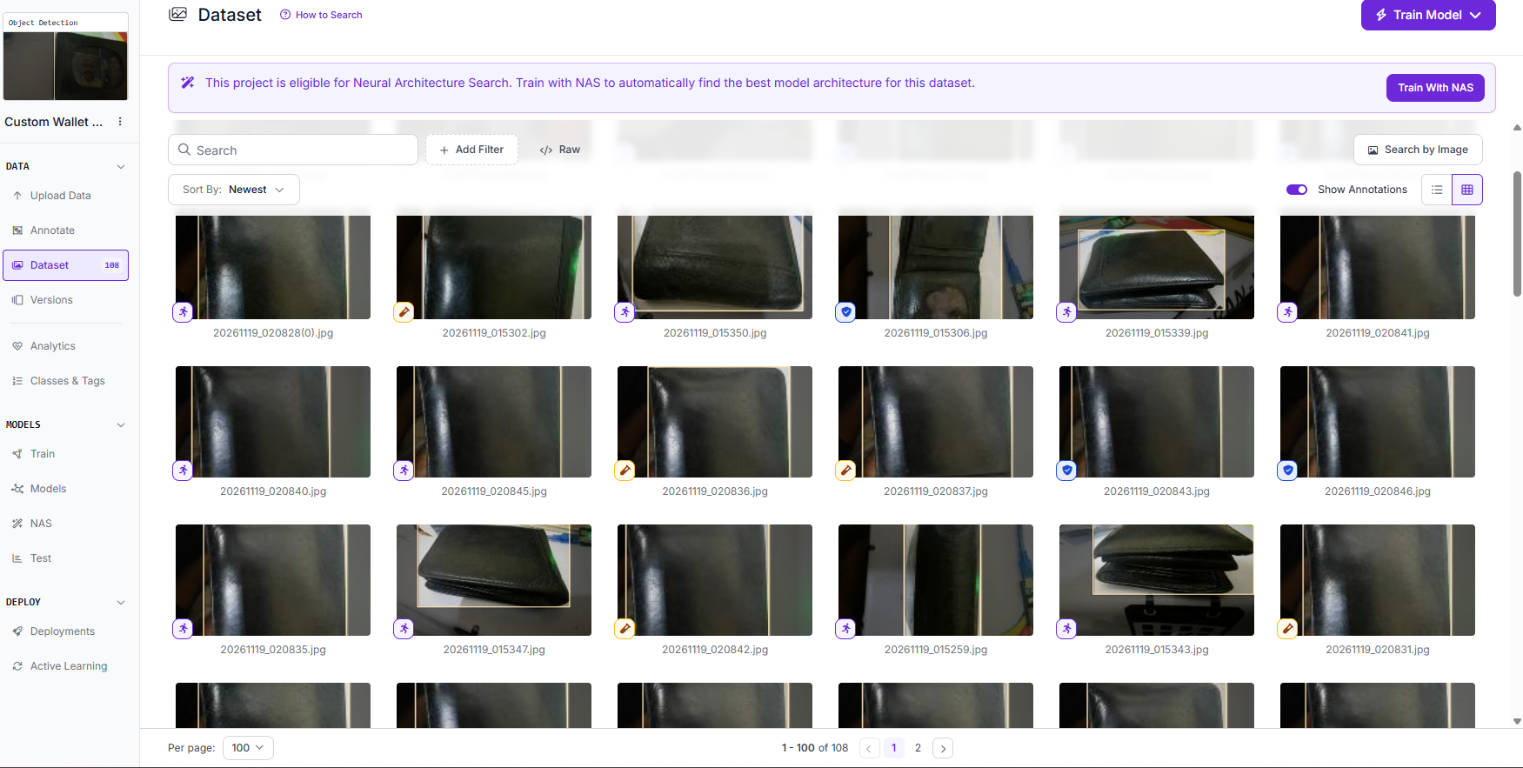 Object Detection
Dataset
How to Search
Train Model
This project is eligible for Neural Architecture Search. Train with NAS to automatically find the best model architecture for this dataset.
Train With NAS
Custom Wallet ...
DATA
Upload Data
Annotate
Dataset 108
Versions
Analytics
Classes & Tags
MODELS
Train
Models
NAS
Test
DEPLOY
Deployments
Active Learning
Search
Add Filter
</> Raw
Search by Image
Sort By: Newest
Show Annotations
20261119_020828(0).jpg
20261119_015302.jpg
20261119_015350.jpg
20261119_015306.jpg
20261119_015339.jpg
20261119_020841.jpg
20261119_020840.jpg
20261119_020845.jpg
20261119_020836.jpg
20261119_020837.jpg
20261119_020843.jpg
20261119_020846.jpg
20261119_020835.jpg
20261119_015347.jpg
20261119_020842.jpg
20261119_015259.jpg
20261119_015343.jpg
20261119_020831.jpg
Per page: 100
1 - 100 of 108
1
2